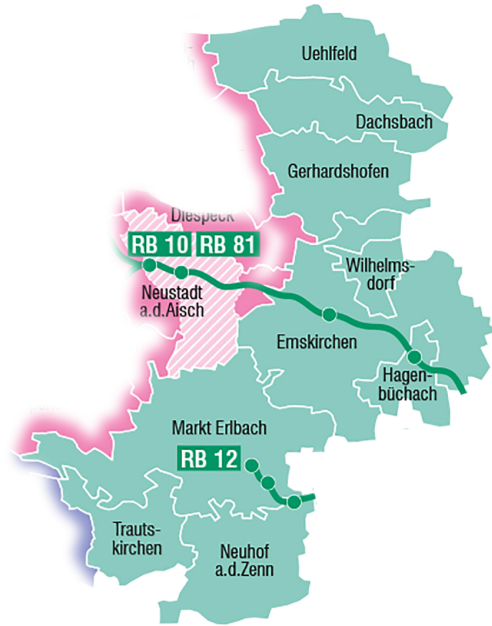 Uehlfeld
Dachsbach
Gerhardshofen
Diespeck
RB 10 RB 81
Wilhelms-
dorf
Neustadt
a.d.Aisch
Emskirchen
Hagen-
büchach
Markt Erlbach
RB 12
Trauts-
kirchen
Neuhof
a.d.Zenn